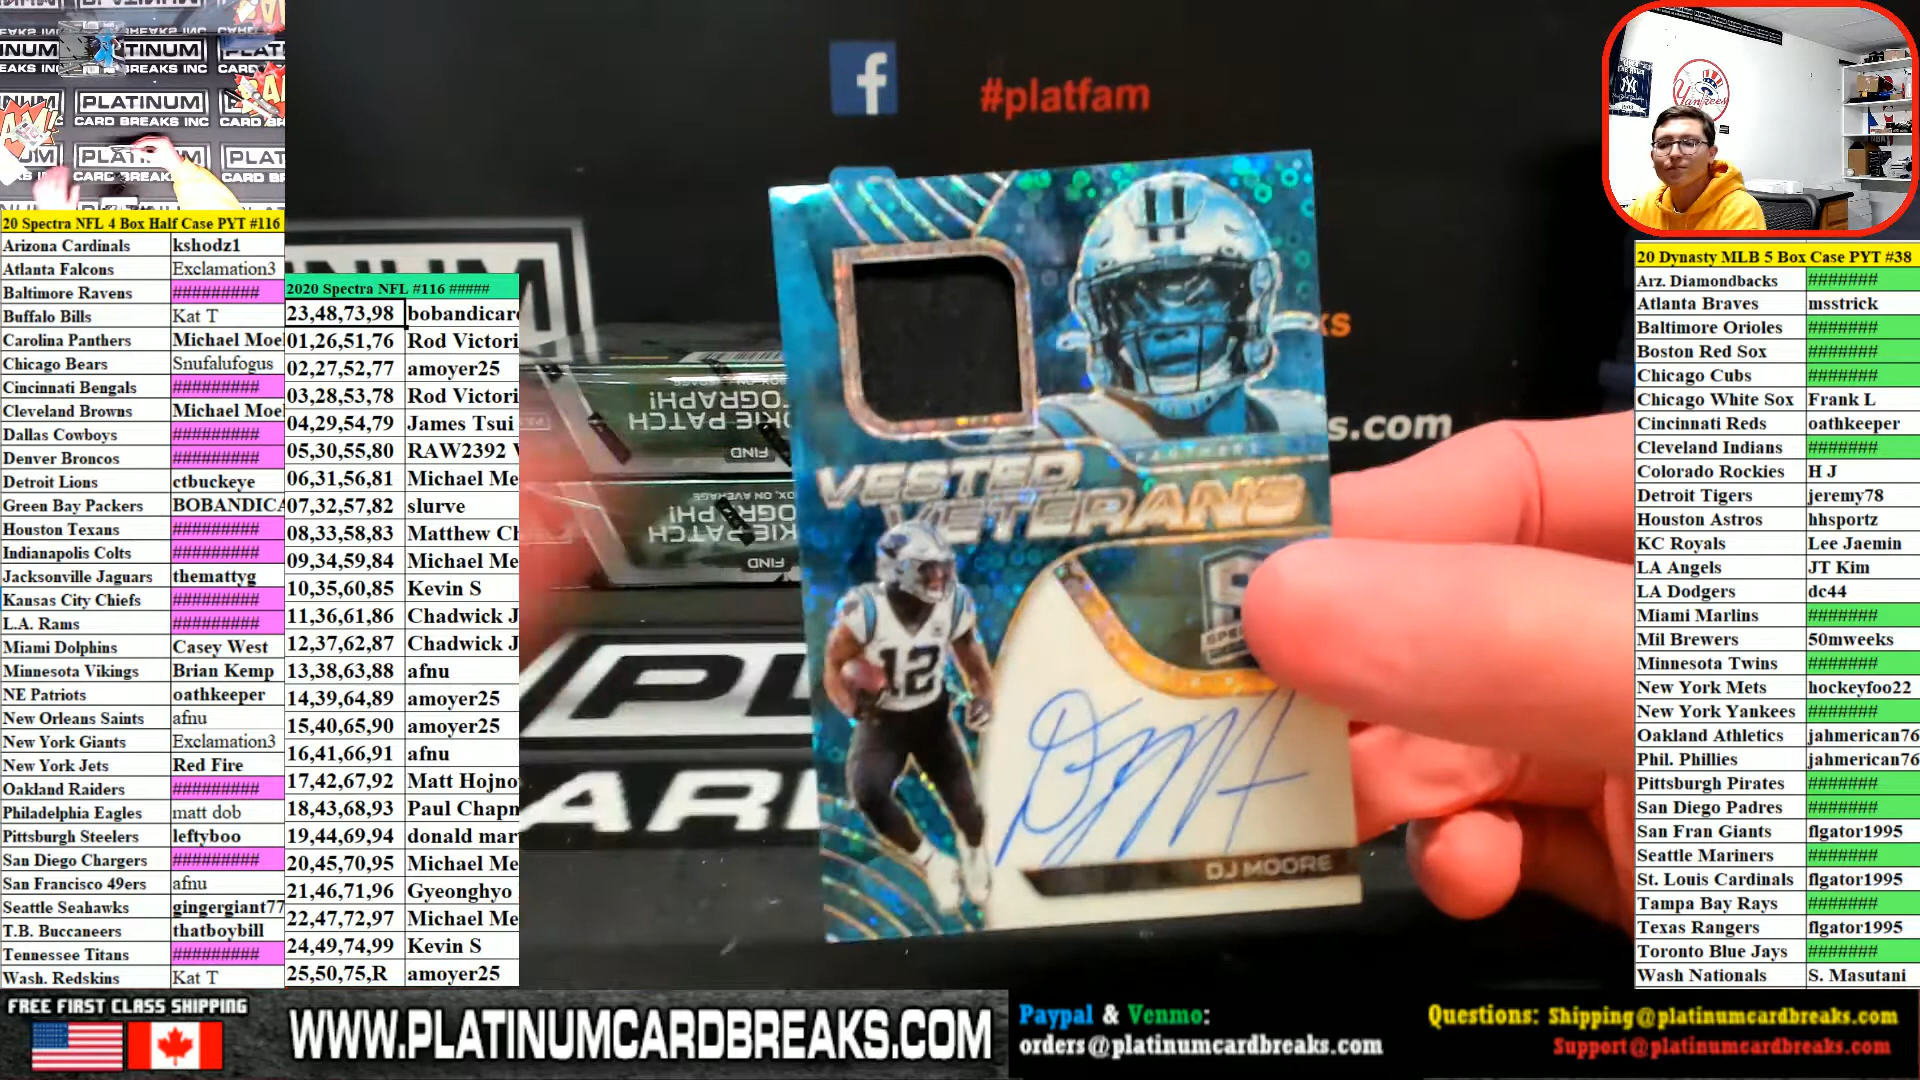 PLATINUM
CARD BREAKS INC
#platfam
20 Spectra NFL 4 Box Half Case PYT #116
Arizona Cardinals kshodz1
Atlanta Falcons Exclamation3
Baltimore Ravens #########
Buffalo Bills Kat T
Carolina Panthers Michael Moe
Chicago Bears Snufalufogus
Cincinnati Bengals #########
Cleveland Browns Michael Moe
Dallas Cowboys #########
Denver Broncos #########
Detroit Lions ctbuckeye
Green Bay Packers BOBANDICA
Houston Texans #########
Indianapolis Colts #########
Jacksonville Jaguars themattyg
Kansas City Chiefs #########
L.A. Rams #########
Miami Dolphins Casey West
Minnesota Vikings Brian Kemp
NE Patriots oathkeeper
New Orleans Saints afnu
New York Giants Exclamation3
New York Jets Red Fire
Oakland Raiders #########
Philadelphia Eagles matt dob
Pittsburgh Steelers leftyboo
San Diego Chargers #########
San Francisco 49ers afnu
Seattle Seahawks gingergiant77
T.B. Buccaneers thatboybill
Tennessee Titans #########
Wash. Redskins Kat T
2020 Spectra NFL #116 #####
23,48,73,98 bobandicar
01,26,51,76 Rod Victori
02,27,52,77 amoyer25
03,28,53,78 Rod Victori
04,29,54,79 James Tsui
05,30,55,80 RAW2392
06,31,56,81 Michael Me
07,32,57,82 slurve
08,33,58,83 Matthew Ch
09,34,59,84 Michael Me
10,35,60,85 Kevin S
11,36,61,86 Chadwick J
12,37,62,87 Chadwick J
13,38,63,88 afnu
14,39,64,89 amoyer25
15,40,65,90 amoyer25
16,41,66,91 afnu
17,42,67,92 Matt Hojno
18,43,68,93 Paul Chapn
19,44,69,94 donald mar
20,45,70,95 Michael Me
21,46,71,96 Gyeonghyo
22,47,72,97 Michael Me
24,49,74,99 Kevin S
25,50,75,R amoyer25
s.com
PANTHERS
VESTED
VETERANS
12
DJ MOORE
Yankees
20 Dynasty MLB 5 Box Case PYT #38
Arz. Diamondbacks #######
Atlanta Braves msstrick
Baltimore Orioles #######
Boston Red Sox #######
Chicago Cubs #######
Chicago White Sox Frank L
Cincinnati Reds oathkeeper
Cleveland Indians #######
Colorado Rockies H J
Detroit Tigers jeremy78
Houston Astros hhsportz
KC Royals Lee Jaemin
LA Angels JT Kim
LA Dodgers dc44
Miami Marlins #######
Mil Brewers 50mweeks
Minnesota Twins #######
New York Mets hockeyfoo22
New York Yankees #######
Oakland Athletics jahmerican76
Phil. Phillies jahmerican76
Pittsburgh Pirates #######
San Diego Padres #######
San Fran Giants flgator1995
Seattle Mariners #######
St. Louis Cardinals flgator1995
Tampa Bay Rays #######
Texas Rangers flgator1995
Toronto Blue Jays #######
Wash Nationals S. Masutani
FREE FIRST CLASS SHIPPING
WWW.PLATINUMCARDBREAKS.COM
Paypal & Venmo:
orders@platinumcardbreaks.com
Questions: Shipping@platinumcardbreaks.com
Support@platinumcardbreaks.com